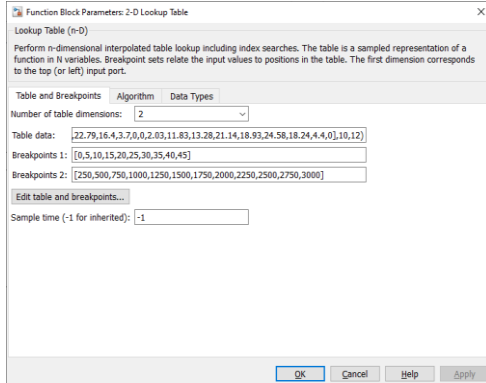 Function Block Parameters: 2-D Lookup Table
Lookup Table (n-D)
Perform n-dimensional interpolated table lookup including index searches. The table is a sampled representation of a
function in N variables. Breakpoint sets relate the input values to positions in the table. The first dimension corresponds
to the top (or left) input port.
Table and Breakpoints Algorithm Data Types
Number of table dimensions: 2
Table data: ,22.79,16.4,3.7,0,0,2.03,11.83,13.28,21.14,18.93,24.58,18.24,4.4,0],10,12)
Breakpoints 1: [0,5,10,15,20,25,30,35,40,45]
Breakpoints 2: [250,500,750,1000,1250,1500,1750,2000,2250,2500,2750,3000]
Edit table and breakpoints...
Sample time (-1 for inherited): -1
OK Cancel Help Apply